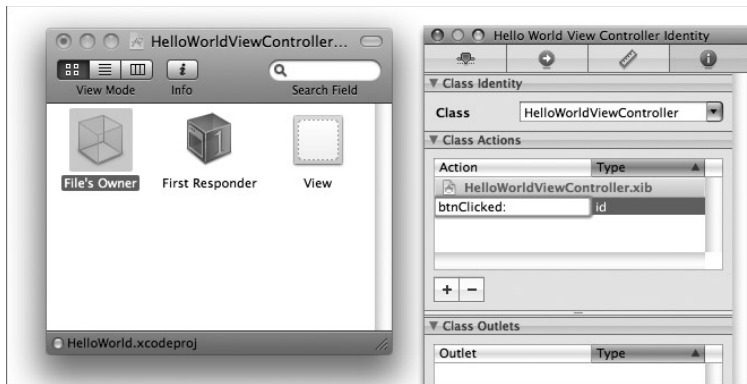 HelloWorldViewController...
View Mode
Info
Search Field
File's Owner
First Responder
1
View
HelloWorld.xcodeproj
Hello World View Controller Identity
Class Identity
Class
HelloWorldViewController
Class Actions
Action
Type
HelloWorldViewController.xib
btnClicked:
id
+
−
Class Outlets
Outlet
Type